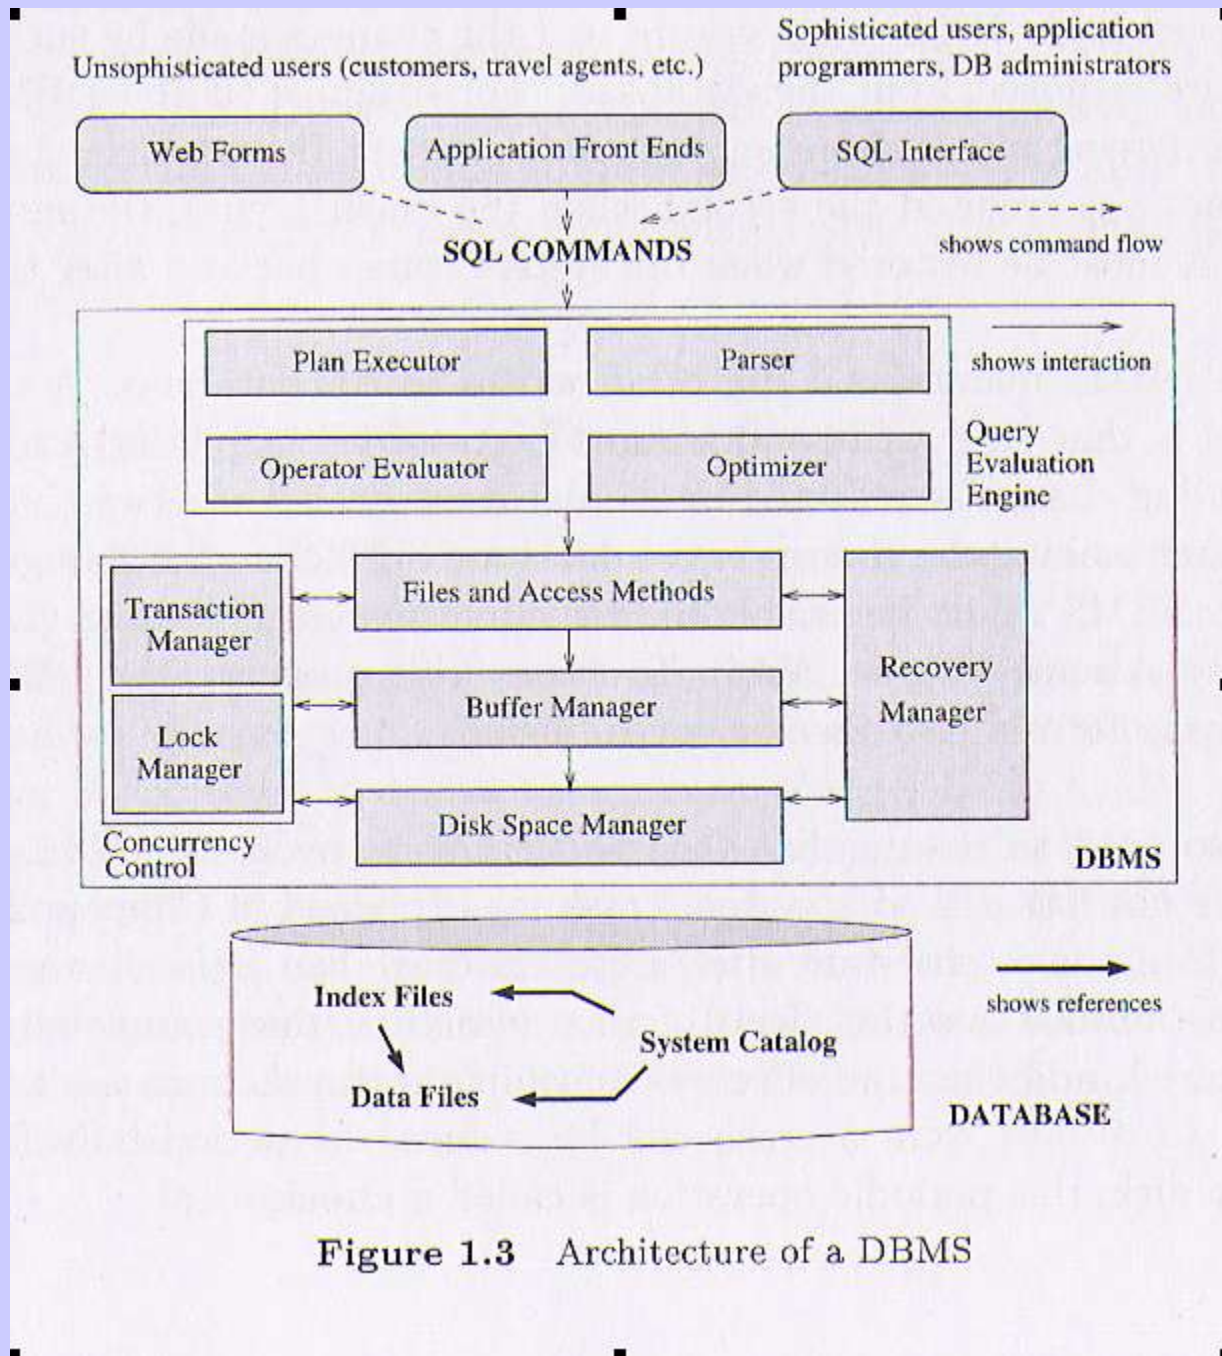 Unsophisticated users (customers, travel agents, etc.)
Sophisticated users, application
programmers, DB administrators
Web Forms
Application Front Ends
SQL Interface
SQL COMMANDS
shows command flow
Plan Executor
Parser
shows interaction
Operator Evaluator
Optimizer
Query
Evaluation
Engine
Transaction
Manager
Files and Access Methods
Recovery
Manager
Buffer Manager
Lock
Manager
Disk Space Manager
Concurrency
Control
DBMS
Index Files
shows references
System Catalog
Data Files
DATABASE
Figure 1.3 Architecture of a DBMS